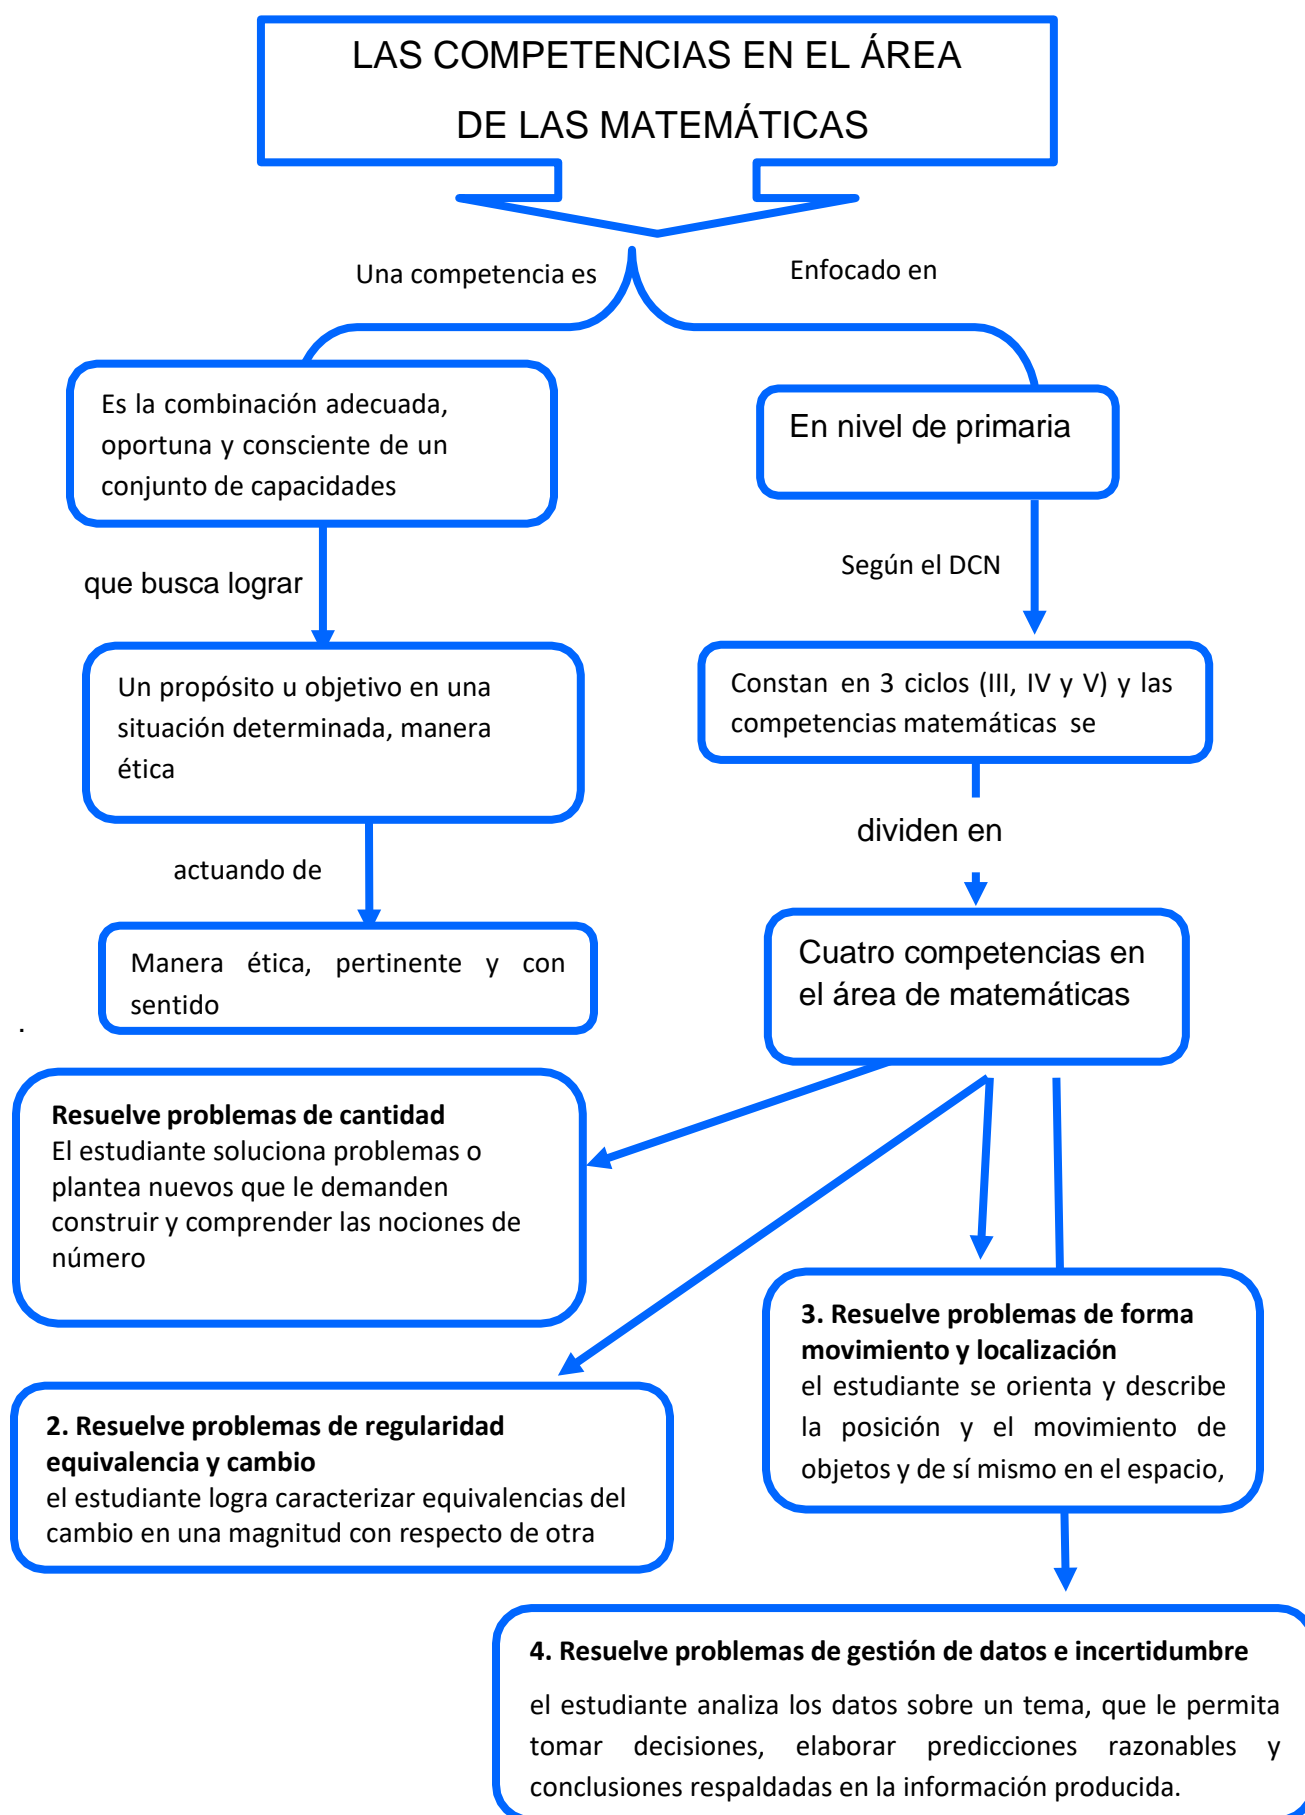 LAS COMPETENCIAS EN EL ÁREA
DE LAS MATEMÁTICAS
Una competencia es
Enfocado en
Es la combinación adecuada,
oportuna y consciente de un
conjunto de capacidades
En nivel de primaria
que busca lograr
Según el DCN
Un propósito u objetivo en una
situación determinada, manera
ética
Constan en 3 ciclos (III, IV y V) y las
competencias matemáticas se
dividen en
actuando de
Manera ética, pertinente y con
sentido
.
Cuatro competencias en
el área de matemáticas
Resuelve problemas de cantidad
El estudiante soluciona problemas o
plantea nuevos que le demanden
construir y comprender las nociones de
número
2. Resuelve problemas de regularidad
equivalencia y cambio
el estudiante logra caracterizar equivalencias del
cambio en una magnitud con respecto de otra
3. Resuelve problemas de forma
movimiento y localización
el estudiante se orienta y describe
la posición y el movimiento de
objetos y de sí mismo en el espacio,
4. Resuelve problemas de gestión de datos e incertidumbre
el estudiante analiza los datos sobre un tema, que le permita
tomar decisiones, elaborar predicciones razonables y
conclusiones respaldadas en la información producida.